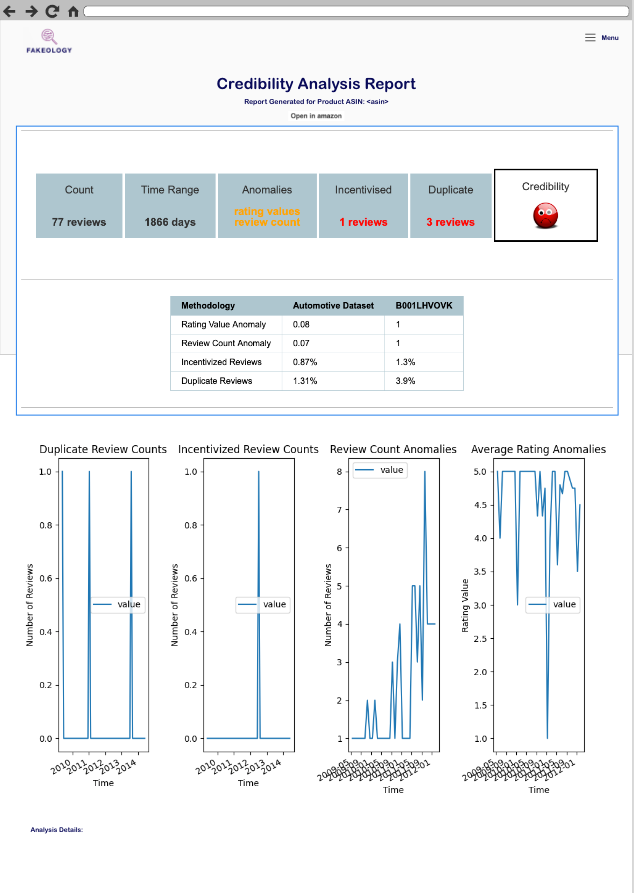 FAKEOLOGY
Menu
Credibility Analysis Report
Report Generated for Product ASIN: <asin>
Open in amazon
Count Time Range Anomalies Incentivised Duplicate Credibility
77 reviews 1866 days rating values review count 1 reviews 3 reviews
Methodology Automotive Dataset B001LHVOVK
Rating Value Anomaly 0.08 1
Review Count Anomaly 0.07 1
Incentivized Reviews 0.87% 1.3%
Duplicate Reviews 1.31% 3.9%
Duplicate Review Counts
Number of Reviews
1.0
0.8
0.6
0.4
0.2
0.0
value
2010 2011 2012 2013 2014
Time
Incentivized Review Counts
Number of Reviews
1.0
0.8
0.6
0.4
0.2
0.0
value
2010 2011 2012 2013 2014
Time
Review Count Anomalies
Number of Reviews
8
7
6
5
4
3
2
1
value
2009-05
2012-01
Time
Average Rating Anomalies
Rating Value
5.0
4.5
4.0
3.5
3.0
2.5
2.0
1.5
1.0
value
2009-05
2012-01
Time
Analysis Details: